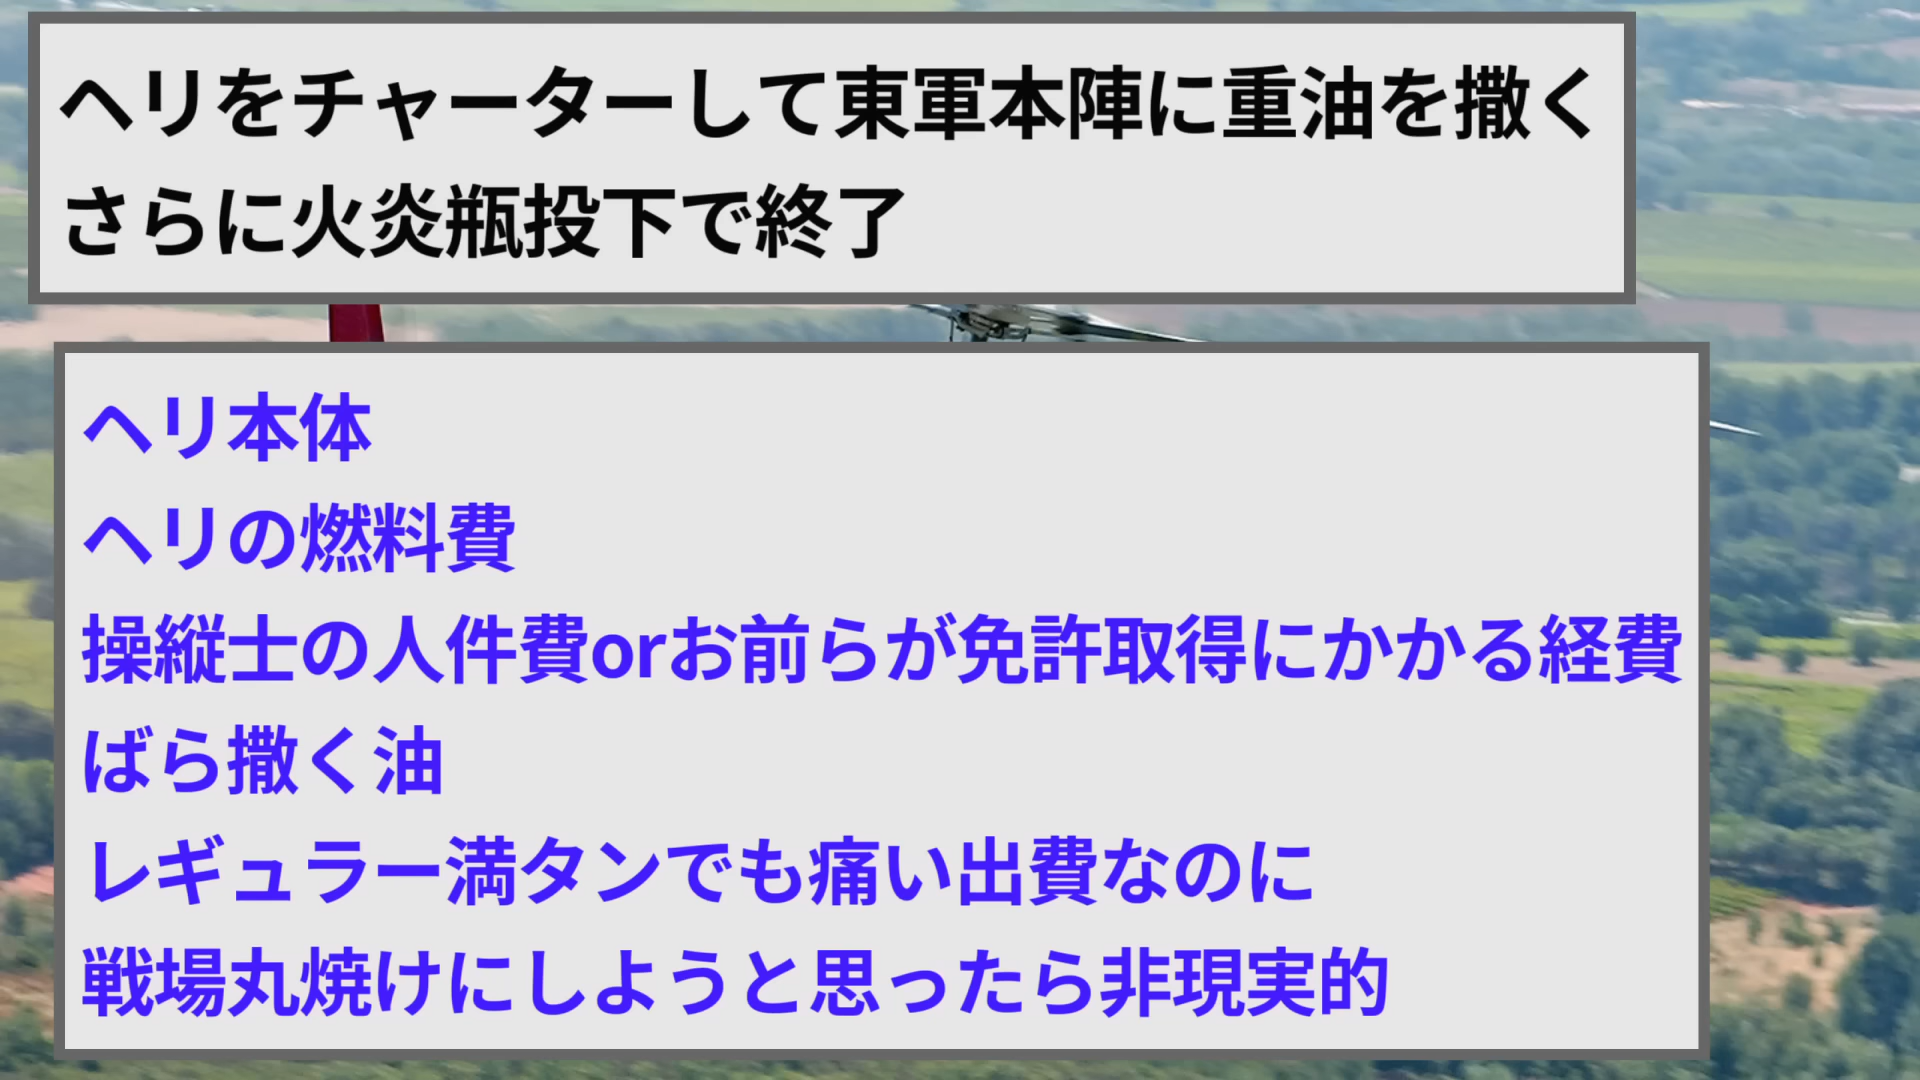 ヘリをチャーターして東軍本陣に重油を撒く
さらに火炎瓶投下で終了
ヘリ本体
ヘリの燃料費
操縦士の人件費orお前らが免許取得にかかる経費
ばら撒く油
レギュラー満タンでも痛い出費なのに
戦場丸焼けにしようと思ったら非現実的